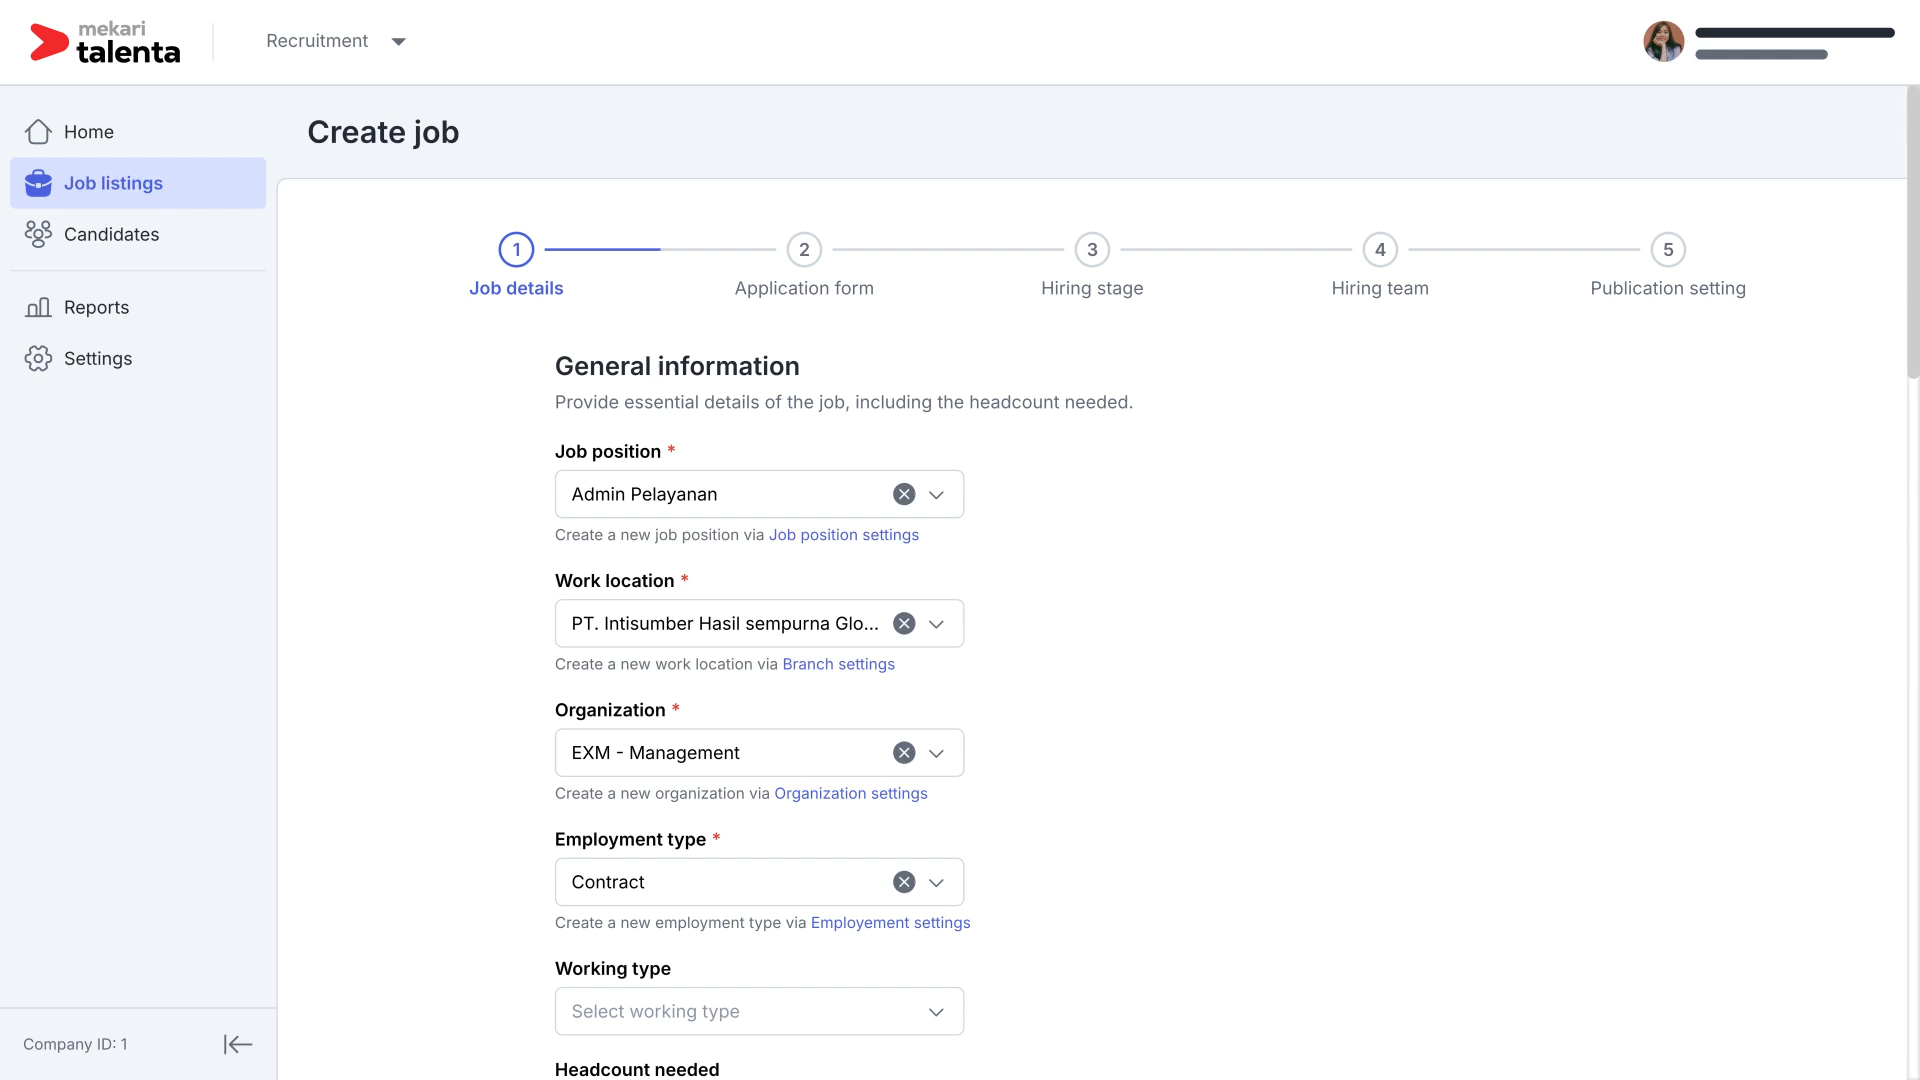 mekari
talenta
Recruitment
Home
Job listings
Candidates
Reports
Settings
Company ID: 1
Create job
1
2
3
4
5
Job details
Application form
Hiring stage
Hiring team
Publication setting
General information
Provide essential details of the job, including the headcount needed.
Job position *
Admin Pelayanan
Create a new job position via Job position settings
Work location *
PT. Intisumber Hasil sempurna Glo...
Create a new work location via Branch settings
Organization *
EXM - Management
Create a new organization via Organization settings
Employment type *
Contract
Create a new employment type via Employement settings
Working type
Select working type
Headcount needed